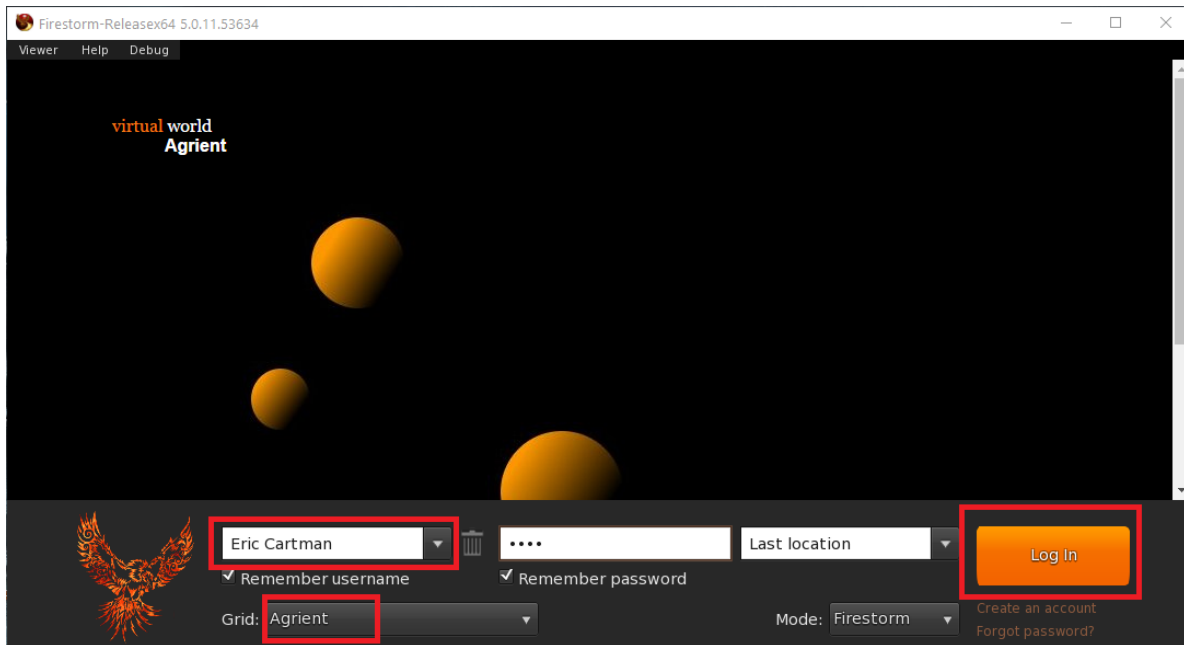 Firestorm-Releasex64 5.0.11.53634
Viewer Help Debug
virtual world
Agrient
Eric Cartman •••• Last location Log In
Remember username Remember password
Grid: Agrient Mode: Firestorm Create an account
Forgot password?